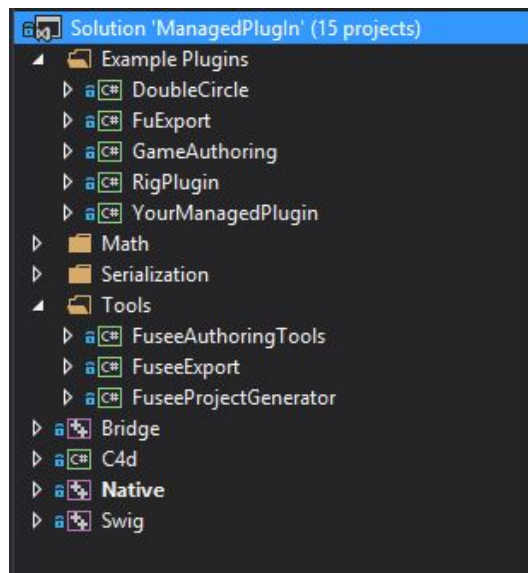 Solution 'ManagedPlugIn' (15 projects)
Example Plugins
C# DoubleCircle
C# FuExport
C# GameAuthoring
C# RigPlugin
C# YourManagedPlugin
Math
Serialization
Tools
C# FuseeAuthoringTools
C# FuseeExport
C# FuseeProjectGenerator
Bridge
C# C4d
Native
Swig